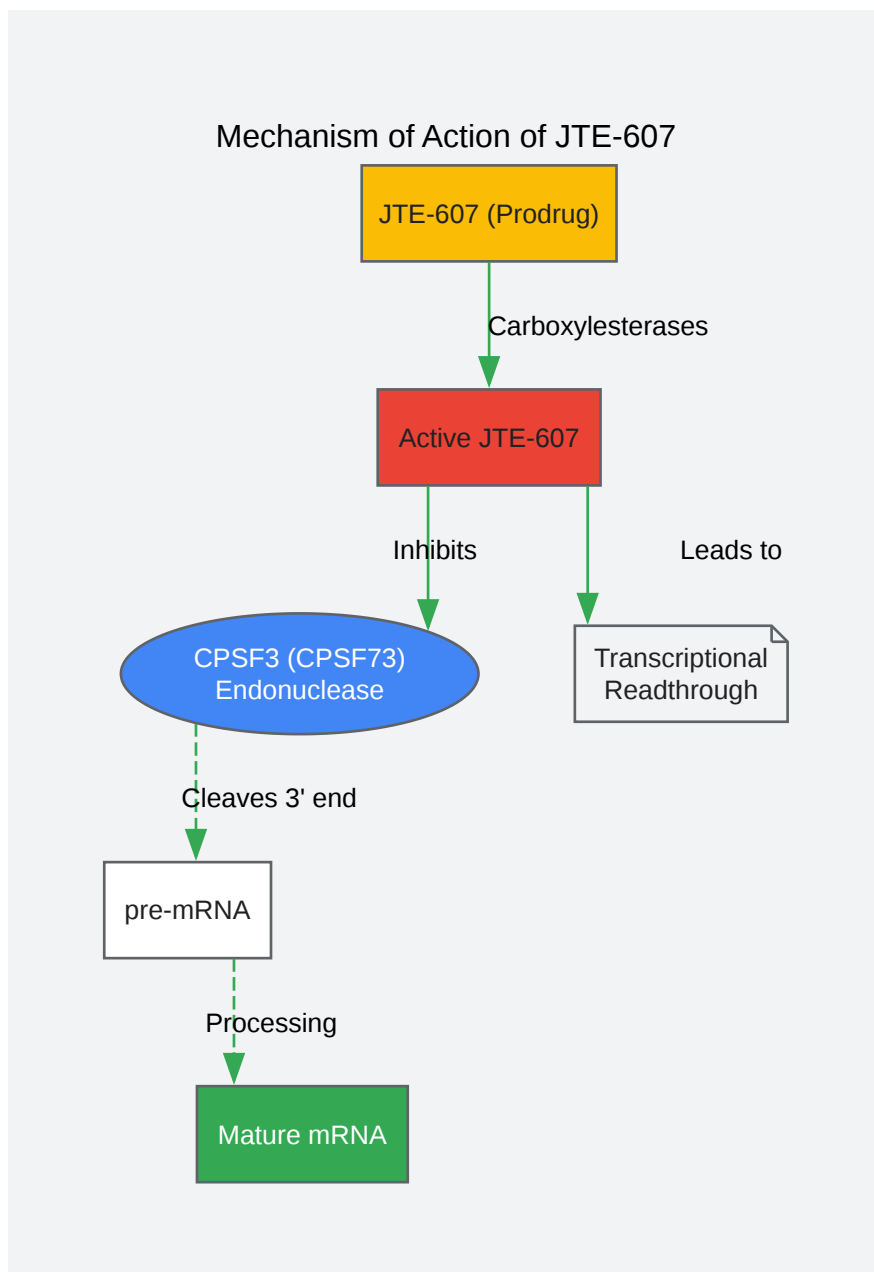 Mechanism of Action of JTE-607
JTE-607 (Prodrug)
Carboxylesterases
Active JTE-607
Inhibits
Leads to
CPSF3 (CPSF73)
Endonuclease
Transcriptional
Readthrough
Cleaves 3' end
pre-mRNA
Processing
Mature mRNA